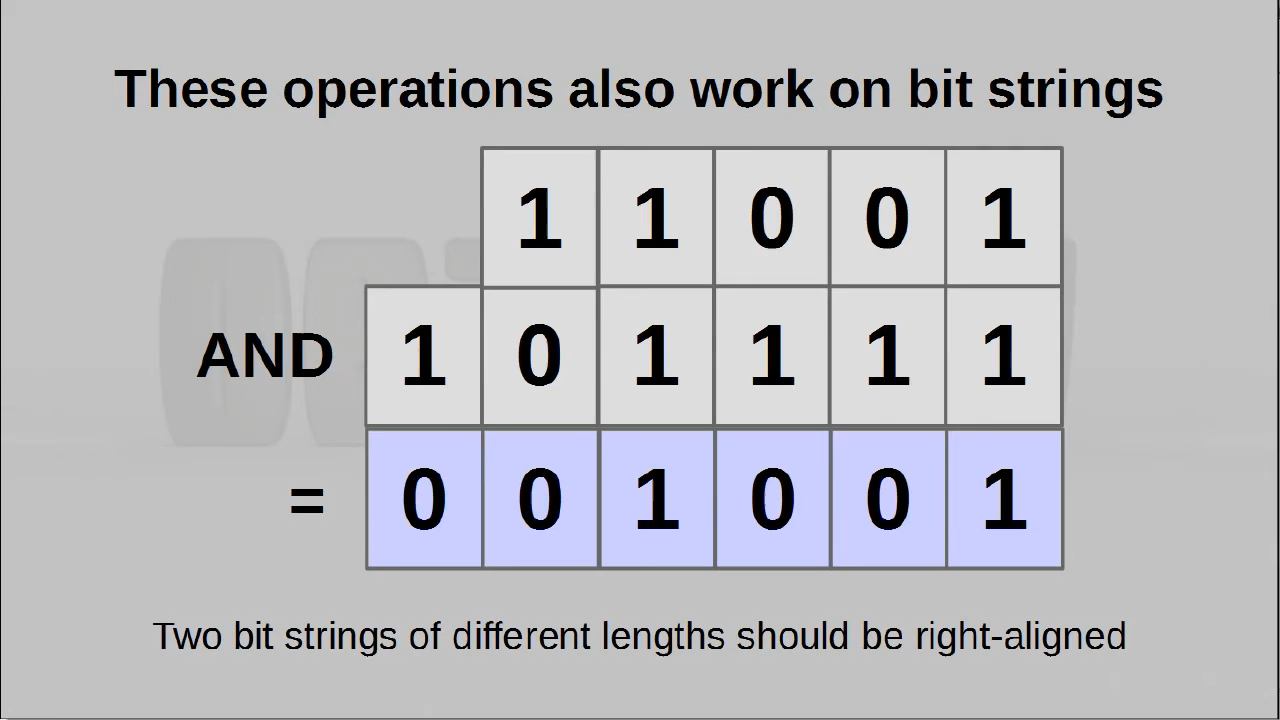 These operations also work on bit strings
1 1 0 0 1
AND 1 0 1 1 1 1
= 0 0 1 0 0 1
Two bit strings of different lengths should be right-aligned